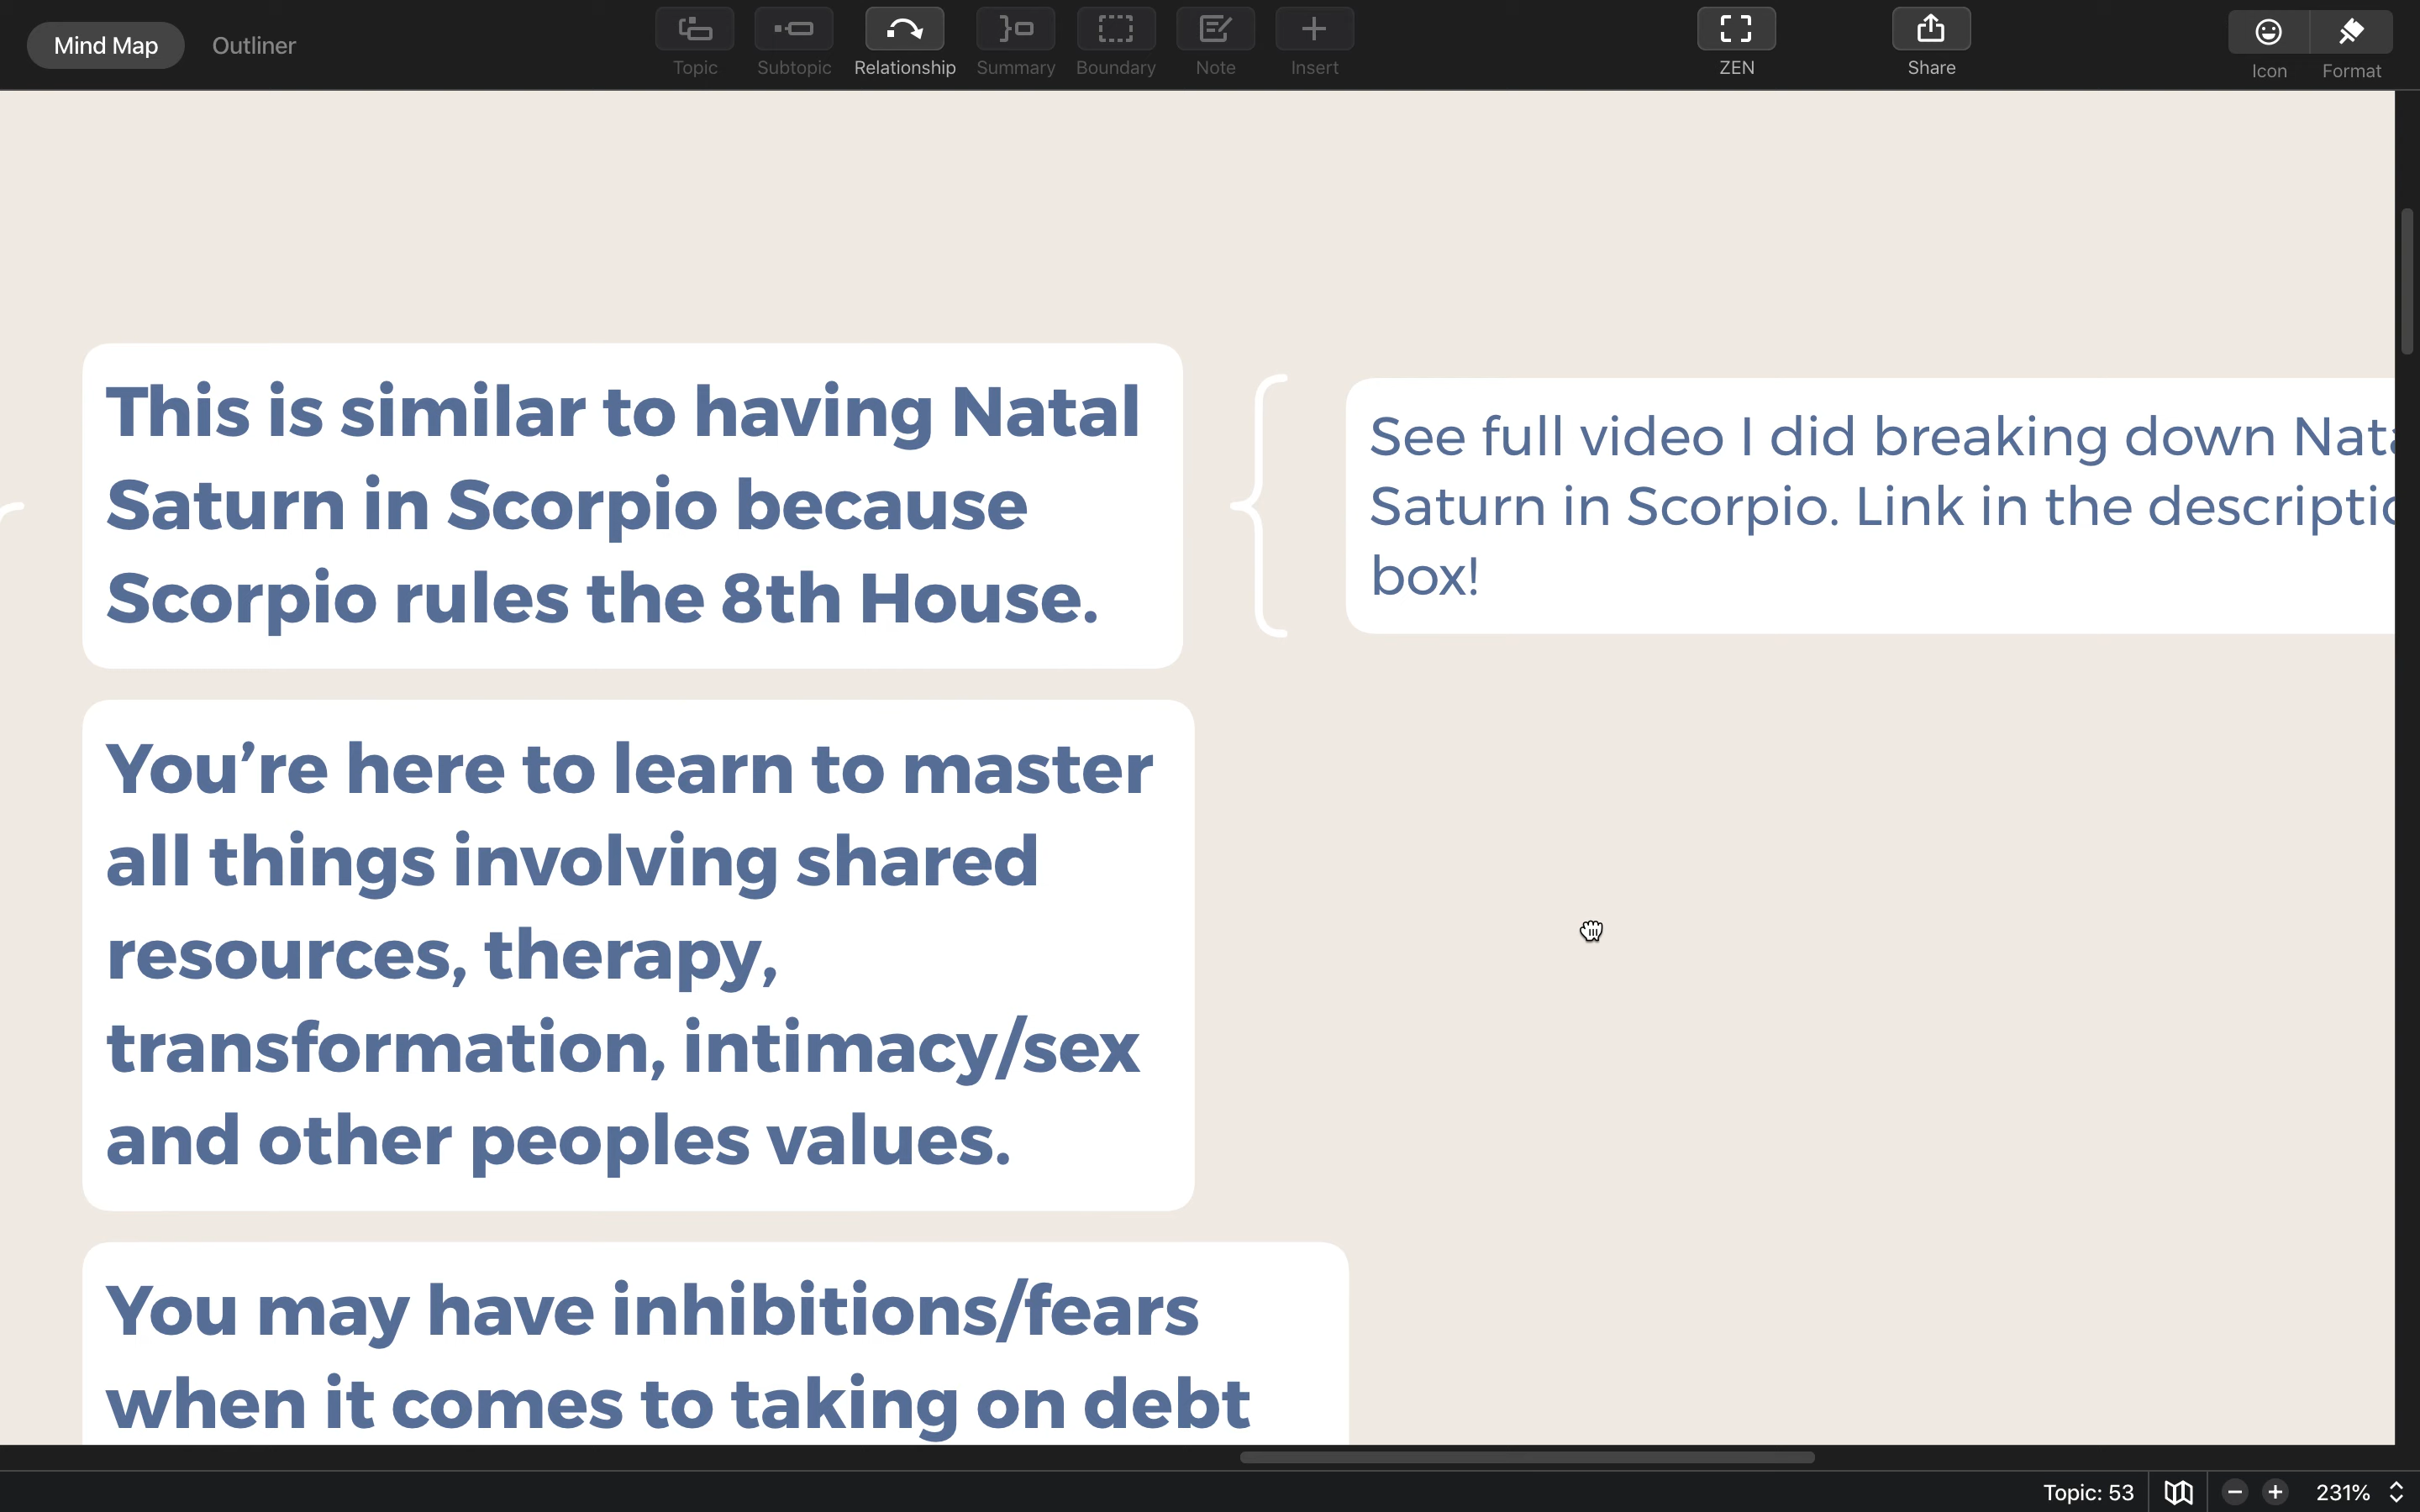 Mind Map
Outliner
Topic
Subtopic
Relationship
Summary
Boundary
Note
Insert
ZEN
Share
Icon
Format
This is similar to having Natal
Saturn in Scorpio because
Scorpio rules the 8th House.
See full video I did breaking down
Saturn in Scorpio. Link in the
box!
You’re here to learn to master
all things involving shared
resources, therapy,
transformation, intimacy/sex
and other peoples values.
You may have inhibitions/fears
when it comes to taking on debt
Topic: 53
231%